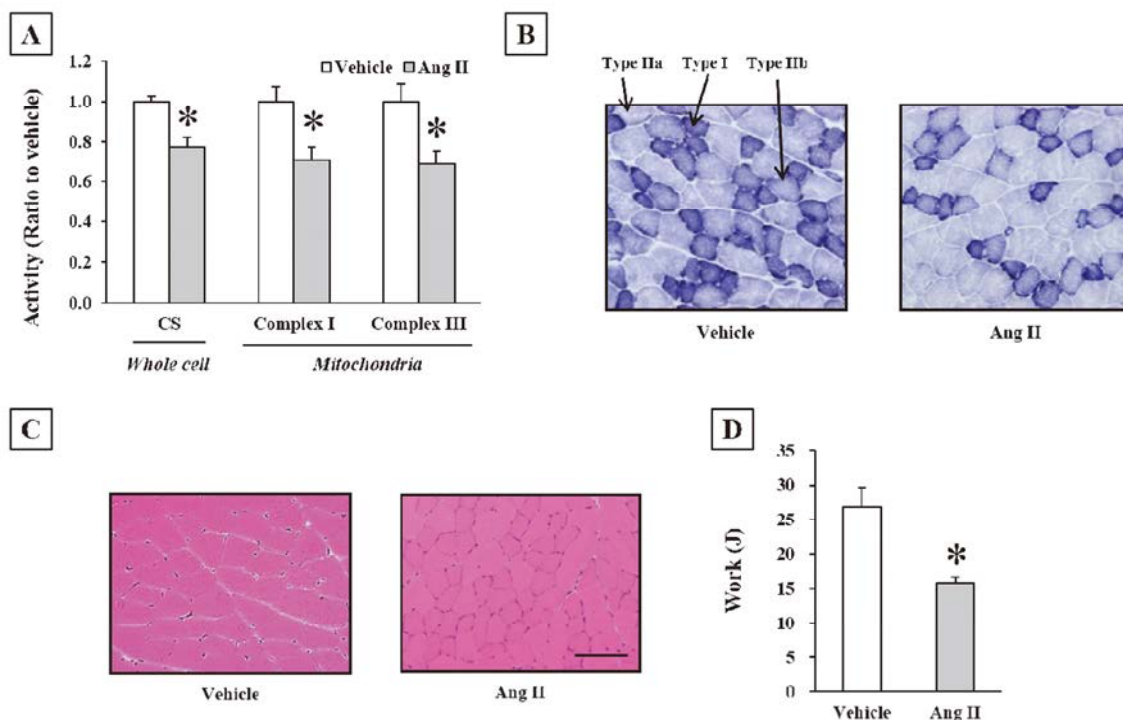 A
Activity (Ratio to vehicle)
1.2
1.0
0.8
0.6
0.4
0.2
0.0
Vehicle Ang II
* * *
CS Complex I Complex III
Whole cell Mitochondria
B
Type IIa Type I Type IIb
Vehicle Ang II
C
Vehicle Ang II
D
Work (J)
35
30
25
20
15
10
5
0
*
Vehicle Ang II